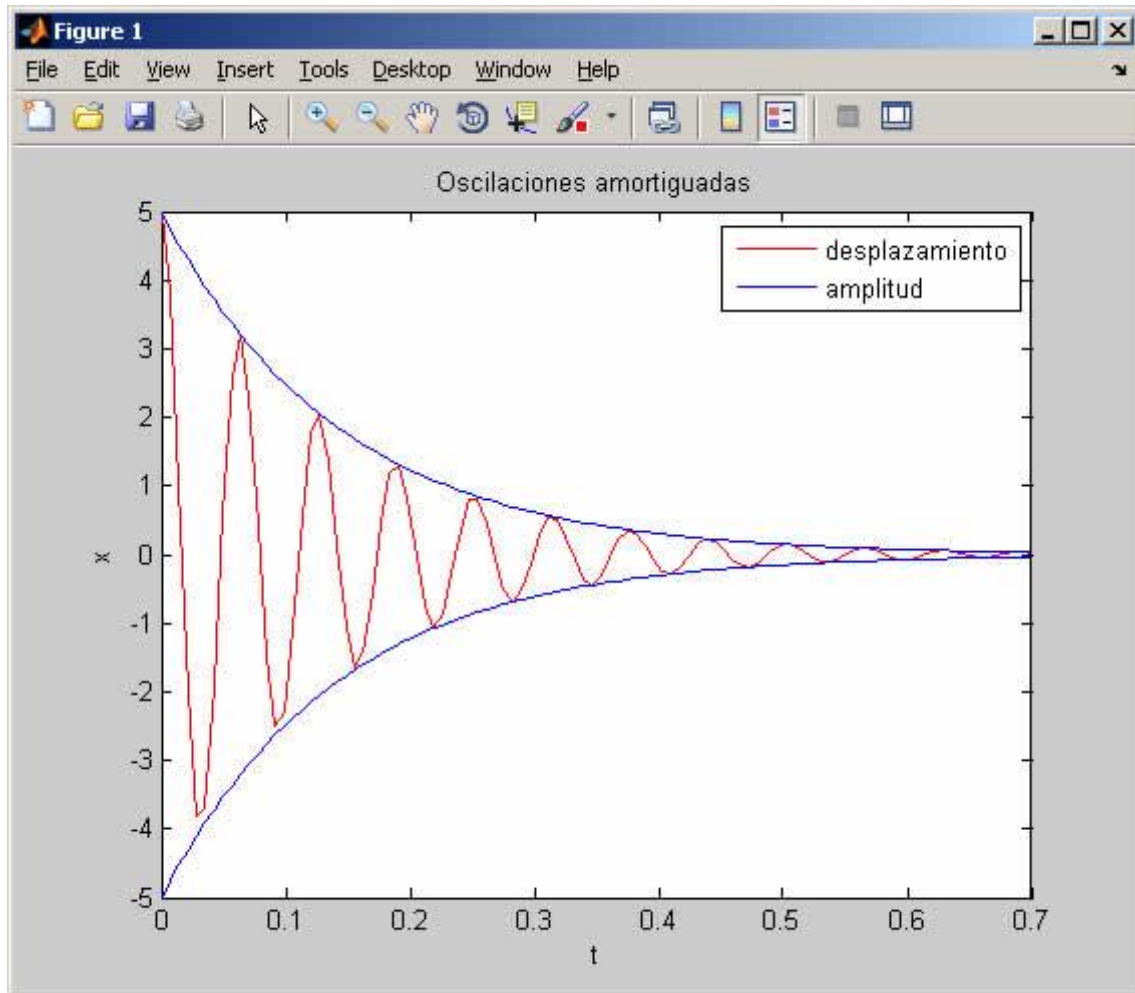 Figure 1
File Edit View Insert Tools Desktop Window Help
Oscilaciones amortiguadas
desplazamiento
amplitud
5
4
3
2
1
0
-1
-2
-3
-4
-5
x
0 0.1 0.2 0.3 0.4 0.5 0.6 0.7
t